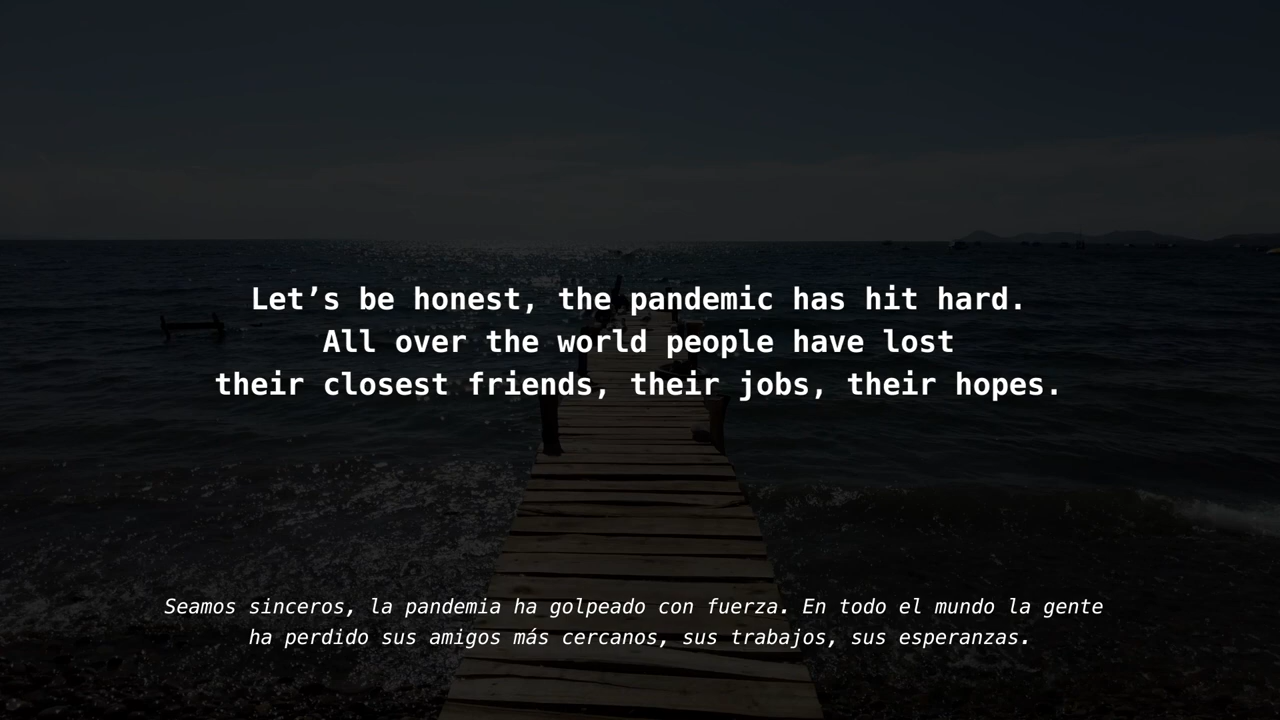 Let’s be honest, the pandemic has hit hard.
All over the world people have lost
their closest friends, their jobs, their hopes.
Seamos sinceros, la pandemia ha golpeado con fuerza. En todo el mundo la gente
ha perdido sus amigos más cercanos, sus trabajos, sus esperanzas.